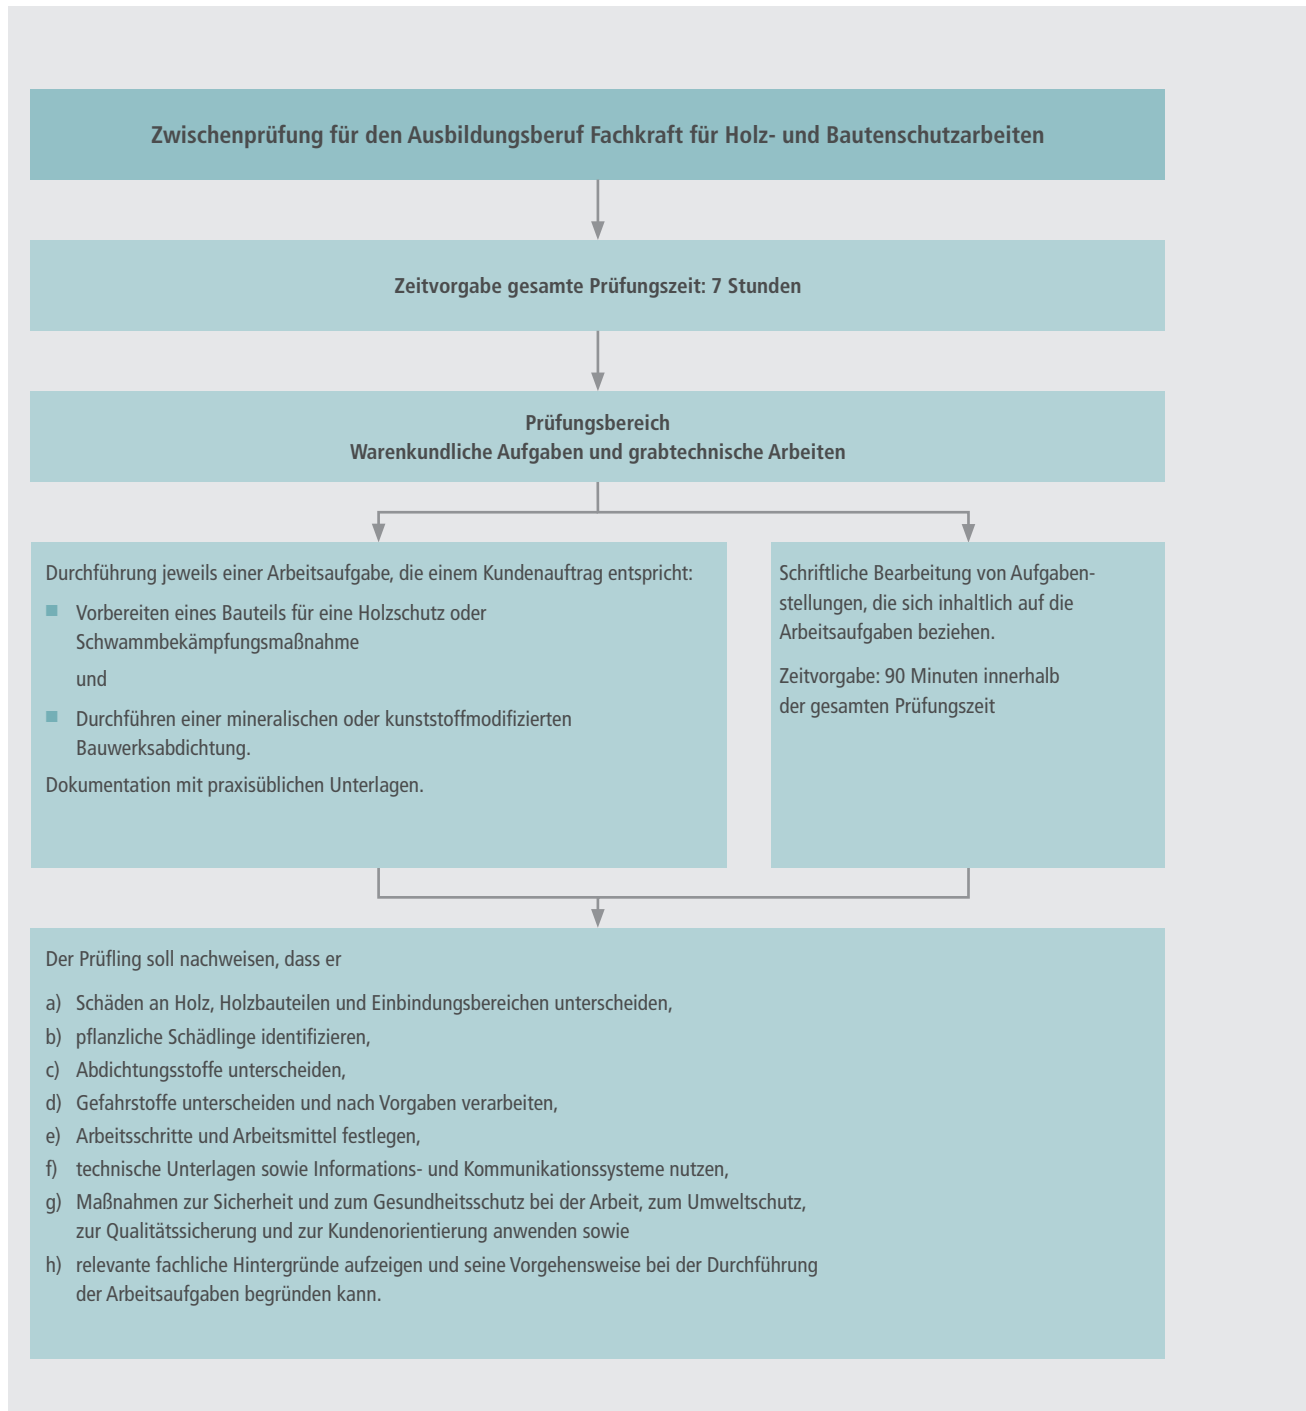 Zwischenprüfung für den Ausbildungsberuf Fachkraft für Holz- und Bautenschutzarbeiten
Zeitvorgabe gesamte Prüfungszeit: 7 Stunden
Prüfungsbereich
Warenkundliche Aufgaben und grabtechnische Arbeiten
Durchführung jeweils einer Arbeitsaufgabe, die einem Kundenauftrag entspricht:
Vorbereiten eines Bauteils für eine Holzschutz oder
Schwammbekämpfungsmaßnahme
und
Durchführen einer mineralischen oder kunststoffmodifizierten
Bauwerksabdichtung.
Dokumentation mit praxisüblichen Unterlagen.
Schriftliche Bearbeitung von Aufgaben-
stellungen, die sich inhaltlich auf die
Arbeitsaufgaben beziehen.
Zeitvorgabe: 90 Minuten innerhalb
der gesamten Prüfungszeit
Der Prüfling soll nachweisen, dass er
a) Schäden an Holz, Holzbauteilen und Einbindungsbereichen unterscheiden,
b) pflanzliche Schädlinge identifizieren,
c) Abdichtungsstoffe unterscheiden,
d) Gefahrstoffe unterscheiden und nach Vorgaben verarbeiten,
e) Arbeitsschritte und Arbeitsmittel festlegen,
f) technische Unterlagen sowie Informations- und Kommunikationssysteme nutzen,
g) Maßnahmen zur Sicherheit und zum Gesundheitsschutz bei der Arbeit, zum Umweltschutz,
zur Qualitätssicherung und zur Kundenorientierung anwenden sowie
h) relevante fachliche Hintergründe aufzeigen und seine Vorgehensweise bei der Durchführung
der Arbeitsaufgaben begründen kann.